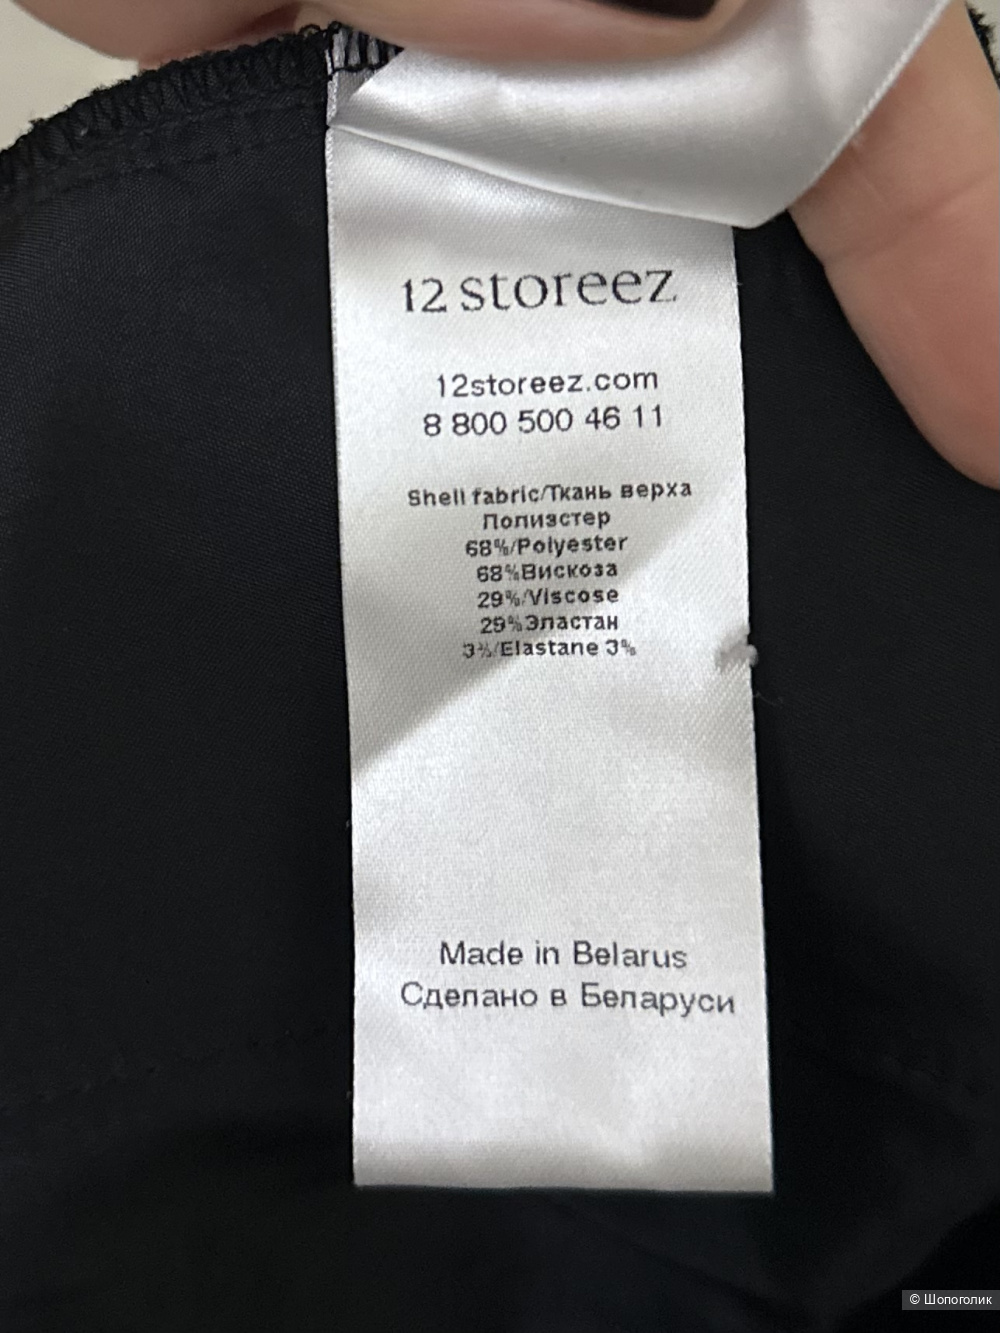 12 storeez
12storeez.com
8 800 500 46 11
Shell fabric/Ткань верха
Полиэстер
68%/Polyester
68%Вискоза
29%/Viscose
29%Эластан
3%/Elastane 3%
Made in Belarus
Сделано в Беларуси
© Шопоголик